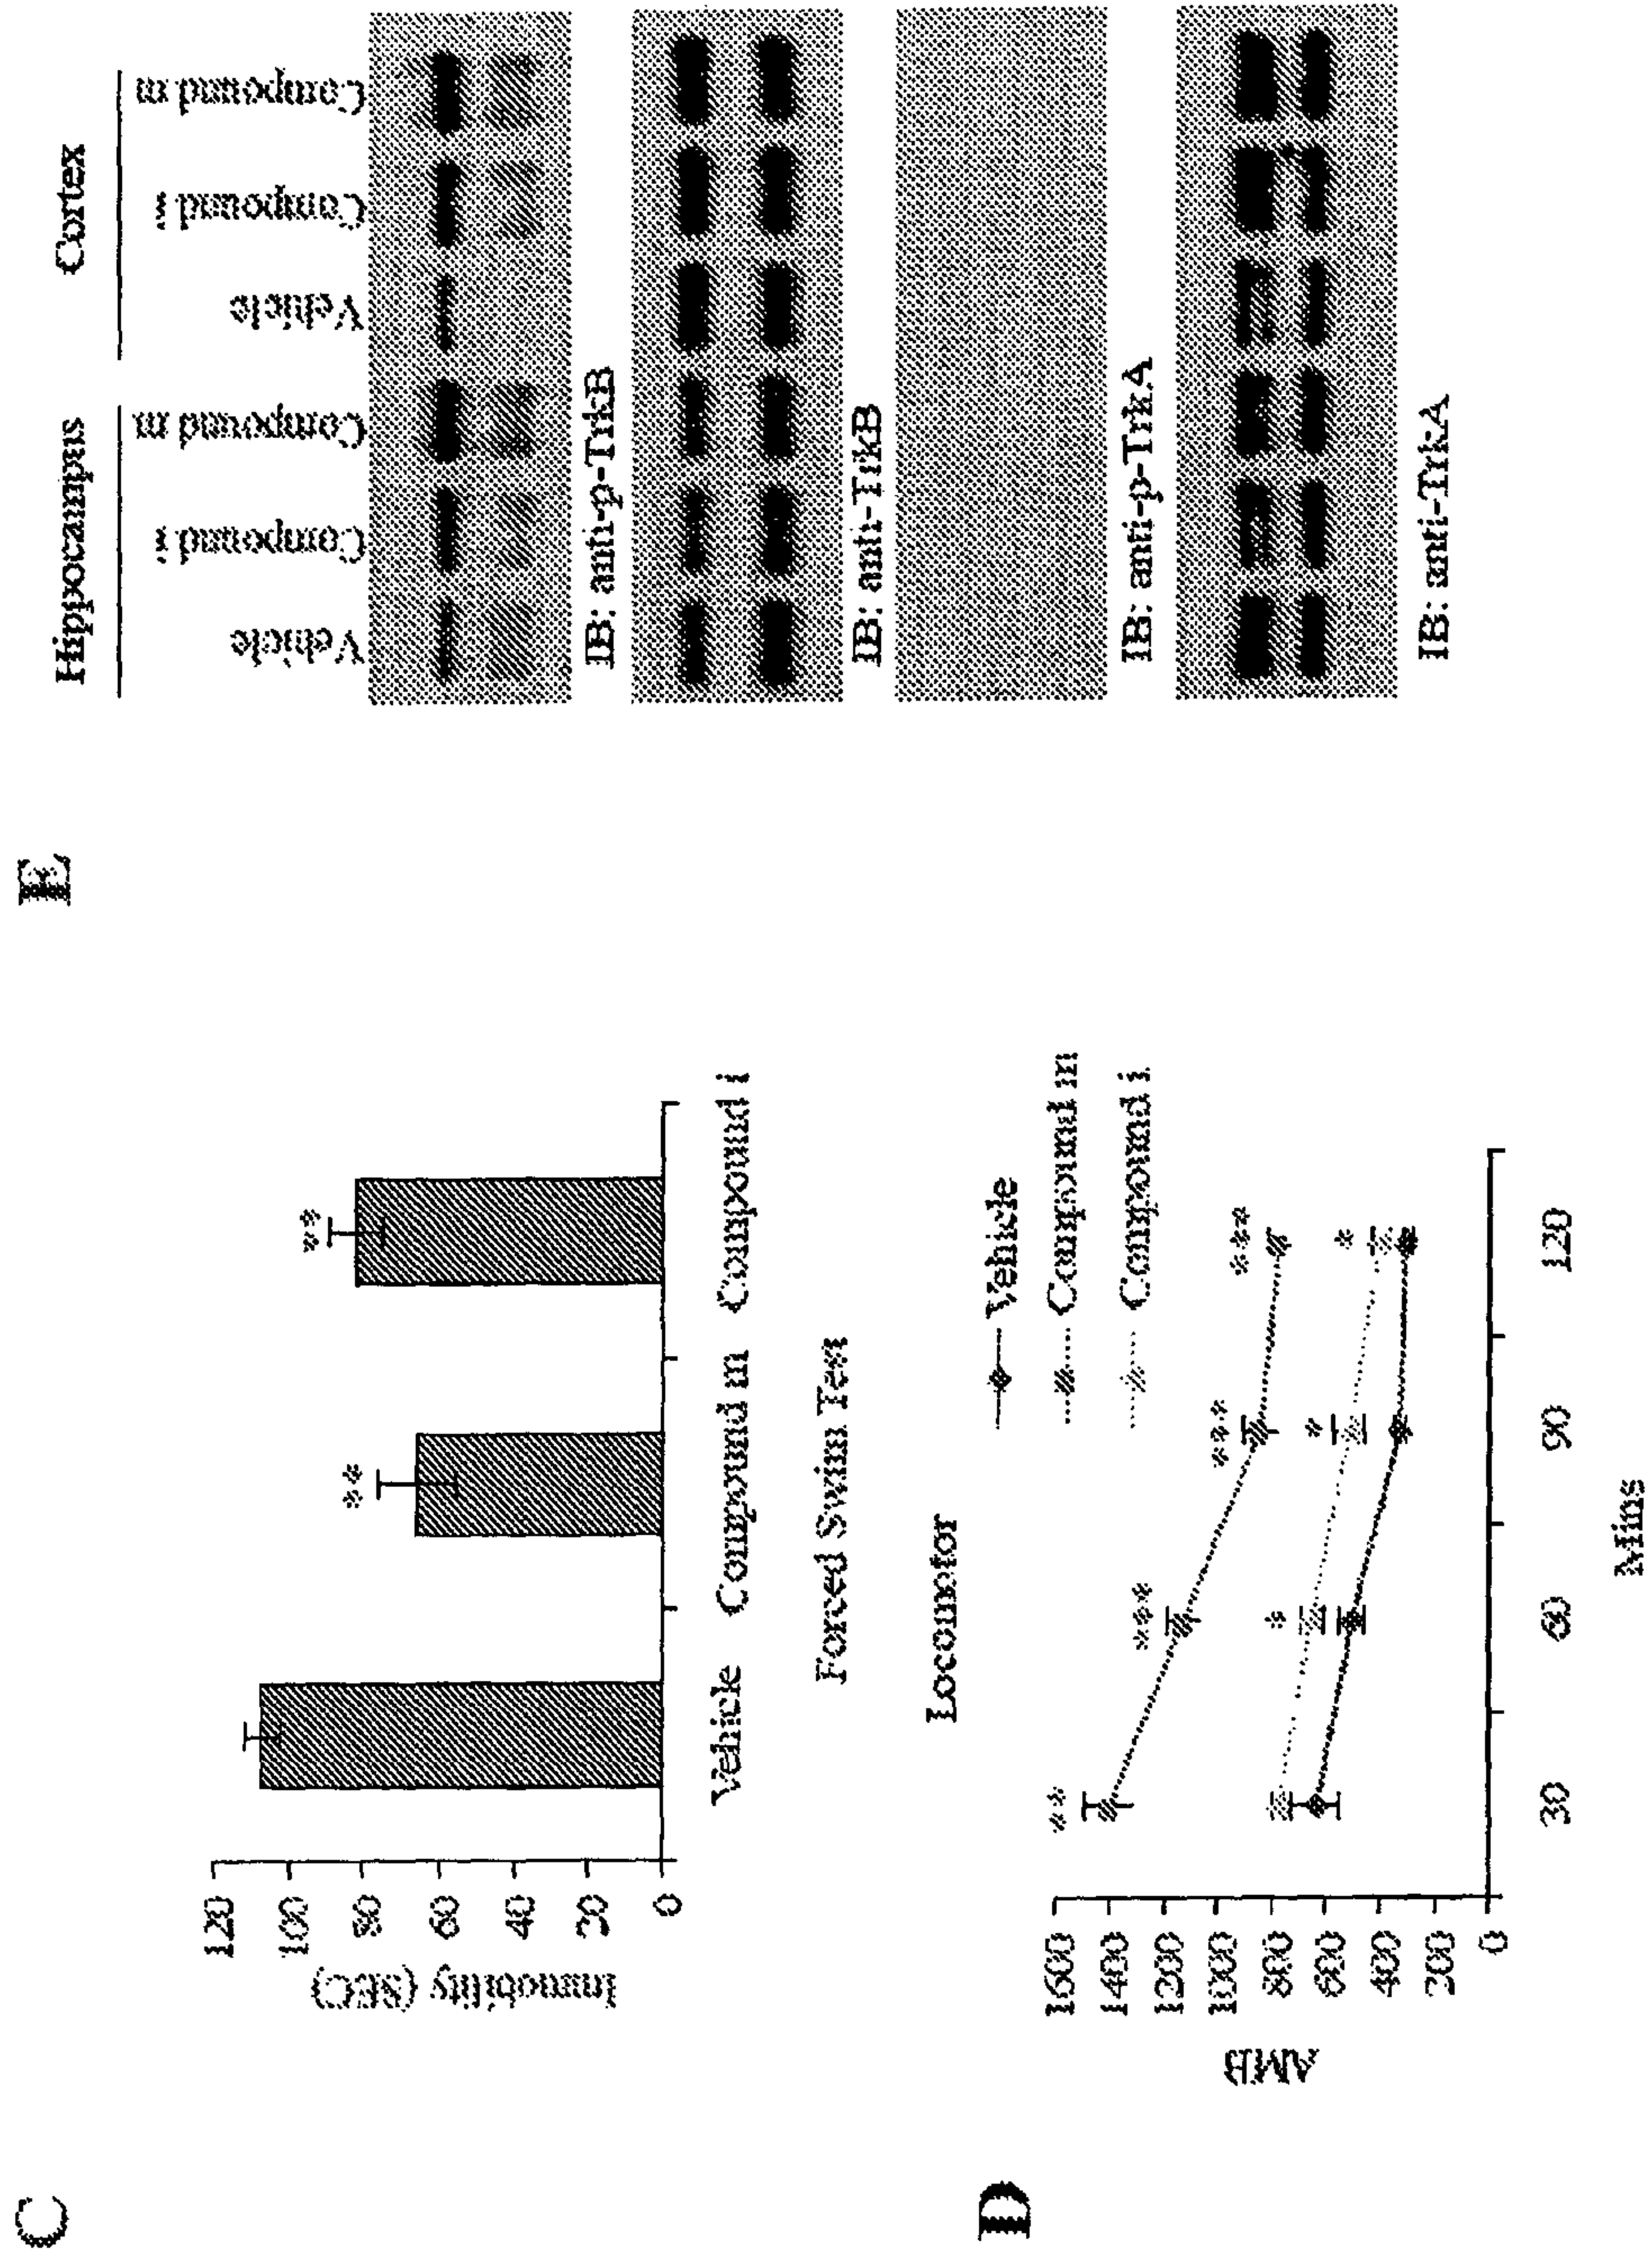 C
120
100
80
60
40
20
0
Immobility (SEC)
**
**
Vehicle Compound m Compound i
Forced Swim Test
D
Locomotor
Vehicle
Compound m
Compound i
1600
1400
1200
1000
800
600
400
200
0
AMB
**
***
***
***
*
*
*
30 60 90 120
Mins
E
Hippocampus Cortex
Vehicle Compound i Compound m Vehicle Compound i Compound m
IB: anti-p-TrkB
IB: anti-TrkB
IB: anti-p-TrkA
IB: anti-TrkA